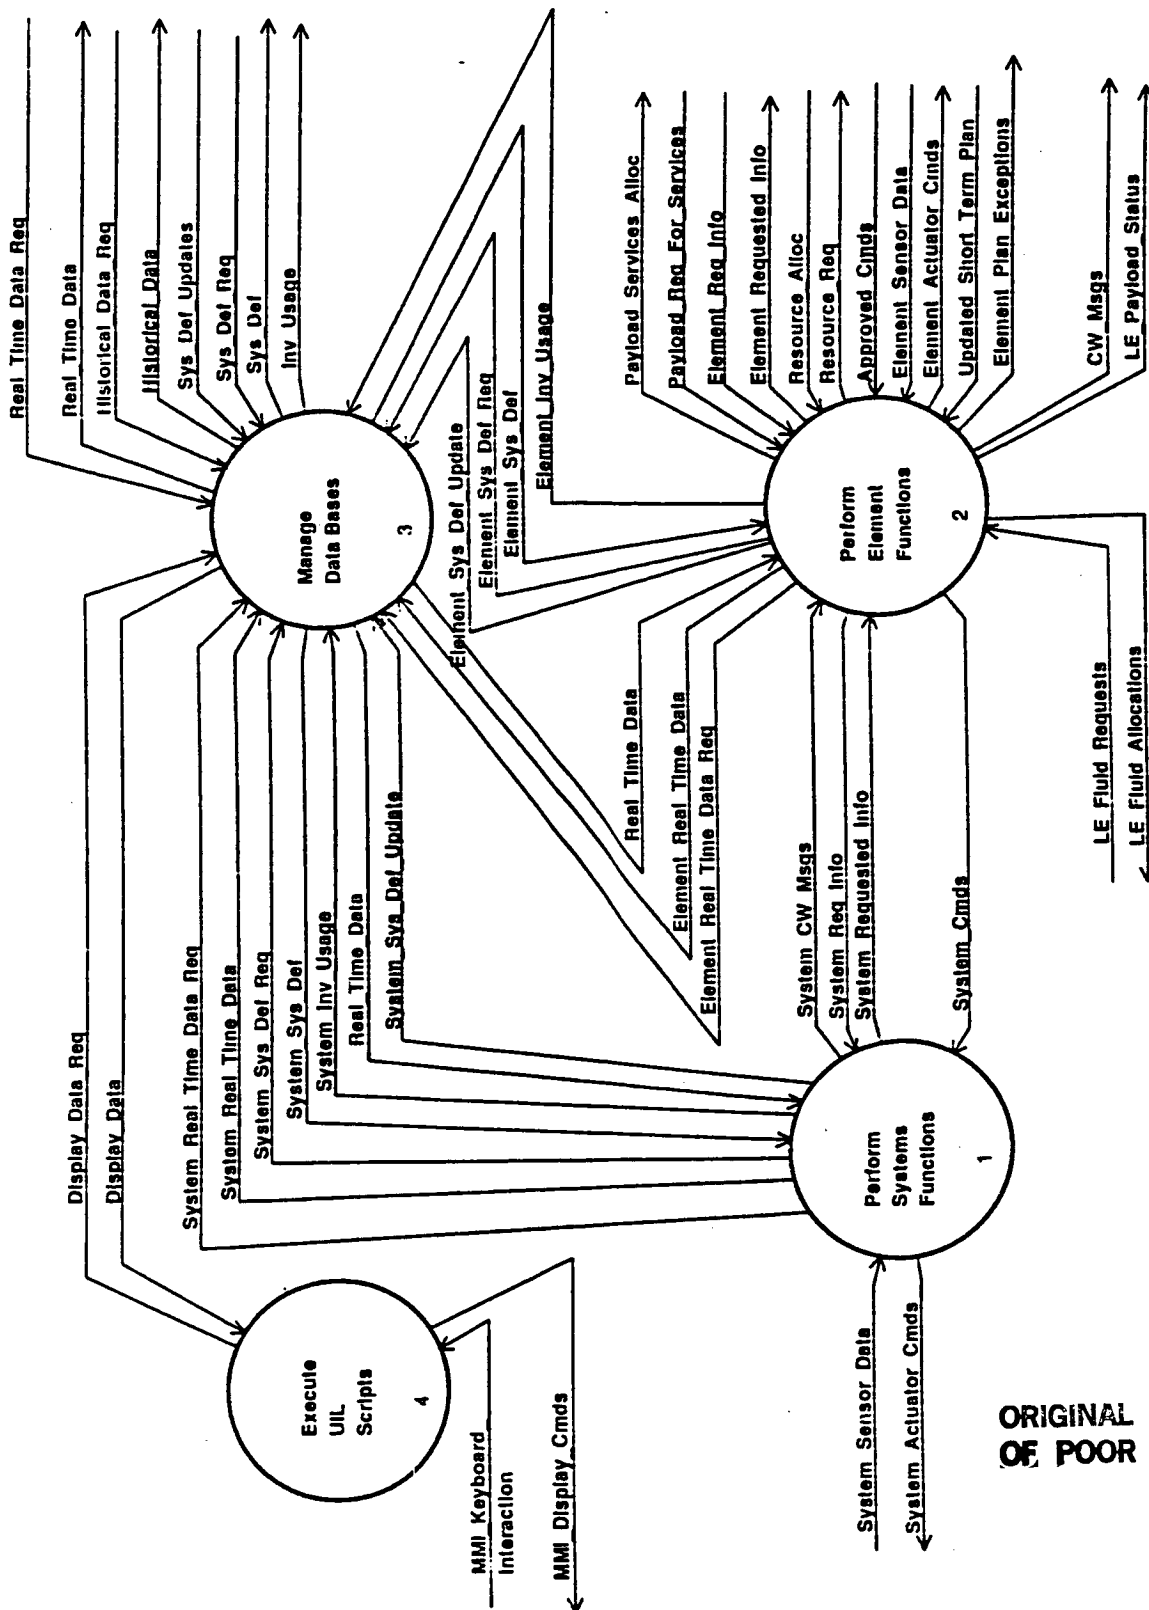 Real Time Data Req
Real Time Data
Historical Data Req
Historical Data
Sys Def Updates
Sys Def Req
Sys Def
Inv Usage
Display Data Req
Display Data
Manage
Data Bases
3
System Real Time Data Req
System Real Time Data
System Sys Def Req
System Sys Def
System Inv Usage
Real Time Data
System Sys Def Update
Element Sys Def Update
Element Sys Def Req
Element Sys Def
Element Inv Usage
Execute
UIL
Scripts
4
MMI Keyboard
Interaction
MMI Display Cmds
Real Time Data
Element Real Time Data
Element Real Time Data Req
Payload Services Alloc
Payload Req For Services
Element Req Info
Element Requested Info
Resource Alloc
Resource Req
Approved Cmds
Element Sensor Data
Element Actuator Cmds
Updated Short Term Plan
Element Plan Exceptions
CW Msgs
LE Payload Status
Perform
Element
Functions
2
System CW Msgs
System Req Info
System Requested Info
System Cmds
Perform
Systems
Functions
1
LE Fluid Requests
LE Fluid Allocations
System Sensor Data
System Actuator Cmds
ORIGINAL
OF POOR